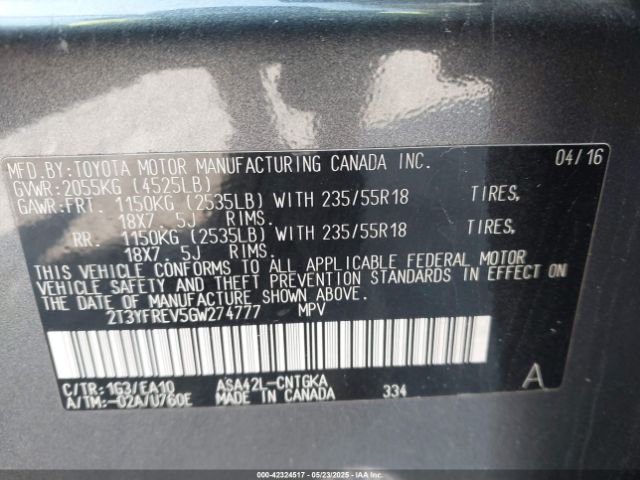 MFD.BY:TOYOTA MOTOR MANUFACTURING CANADA INC. 04/16
GVWR:2055KG (4525LB)
GAWR:FRT. 1150KG (2535LB) WITH 235/55R18 TIRES,
18X7 5J RIMS.
RR. 1150KG (2535LB) WITH 235/55R18 TIRES,
18X7 5J RIMS.
THIS VEHICLE CONFORMS TO ALL APPLICABLE FEDERAL MOTOR
VEHICLE SAFETY AND THEFT PREVENTION STANDARDS IN EFFECT ON
THE DATE OF MANUFACTURE SHOWN ABOVE.
2T3YFREV5GW274777 MPV
C/TR:1G3/EA10 ASA42L-CNTGKA
A/TM:-02A/U760E MADE IN CANADA 334 A
000-42324517 — 05/23/2025 — IAA